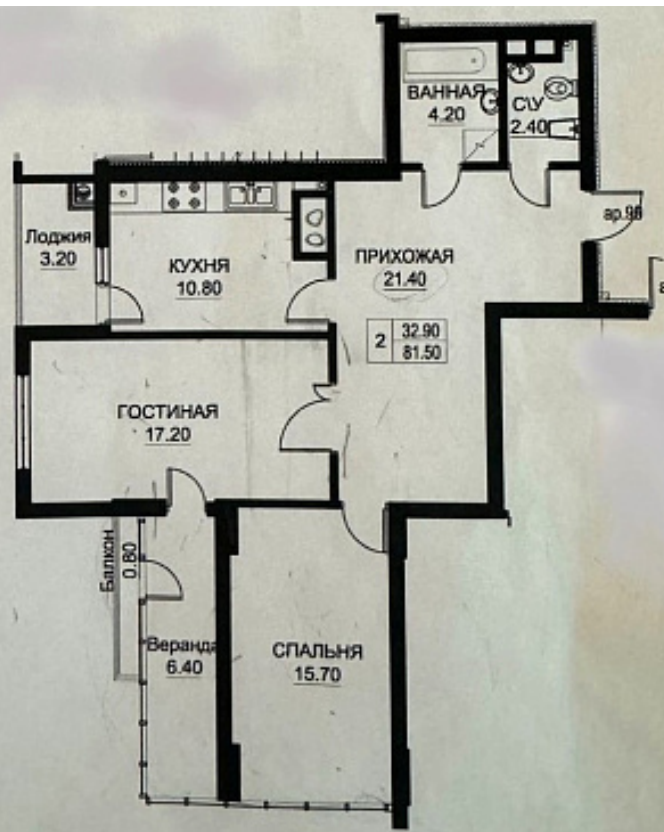 ВАННАЯ
4.20
С\У
2.40
ар.96
Лоджия
3.20
КУХНЯ
10.80
ПРИХОЖАЯ
21.40
2
32.90
81.50
ГОСТИНАЯ
17.20
Балкон
0.80
Веранда
6.40
СПАЛЬНЯ
15.70